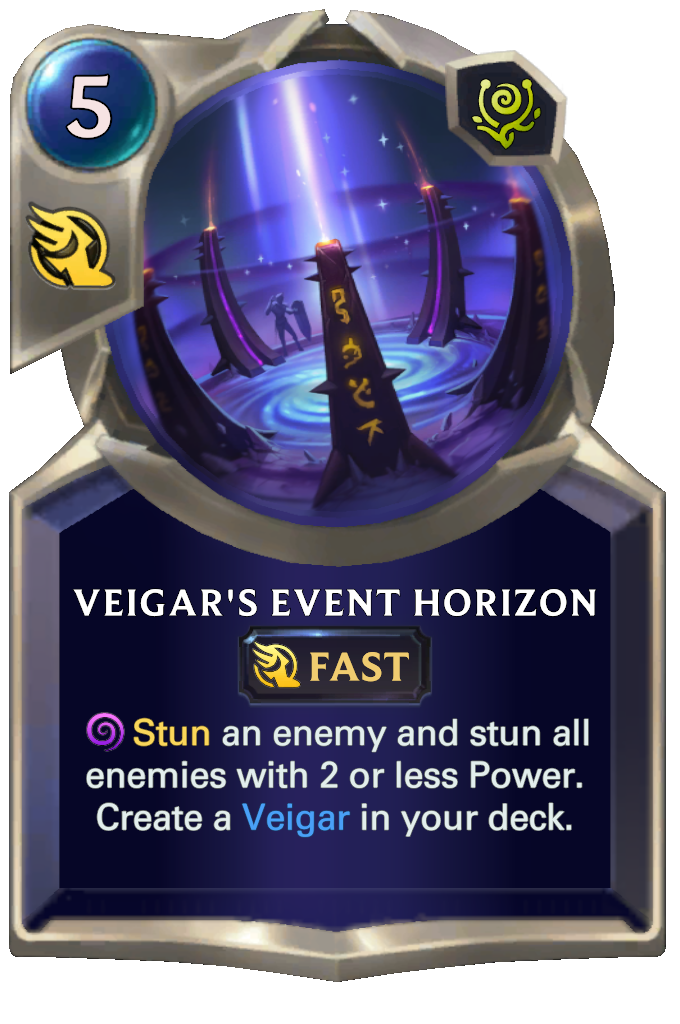 5
VEIGAR'S EVENT HORIZON
FAST
Stun an enemy and stun all
enemies with 2 or less Power.
Create a Veigar in your deck.